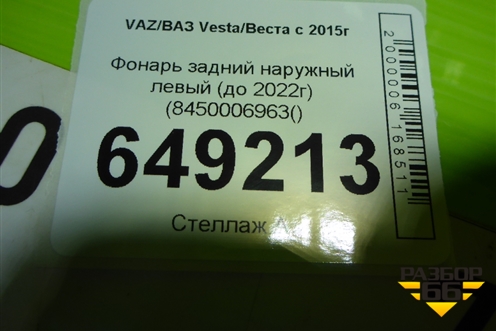 VAZ/ВАЗ Vesta/Веста с 2015г
Фонарь задний наружный
левый (до 2022г)
(8450006963()
649213
Стеллаж
2000006168511
0
РАЗБОР
66